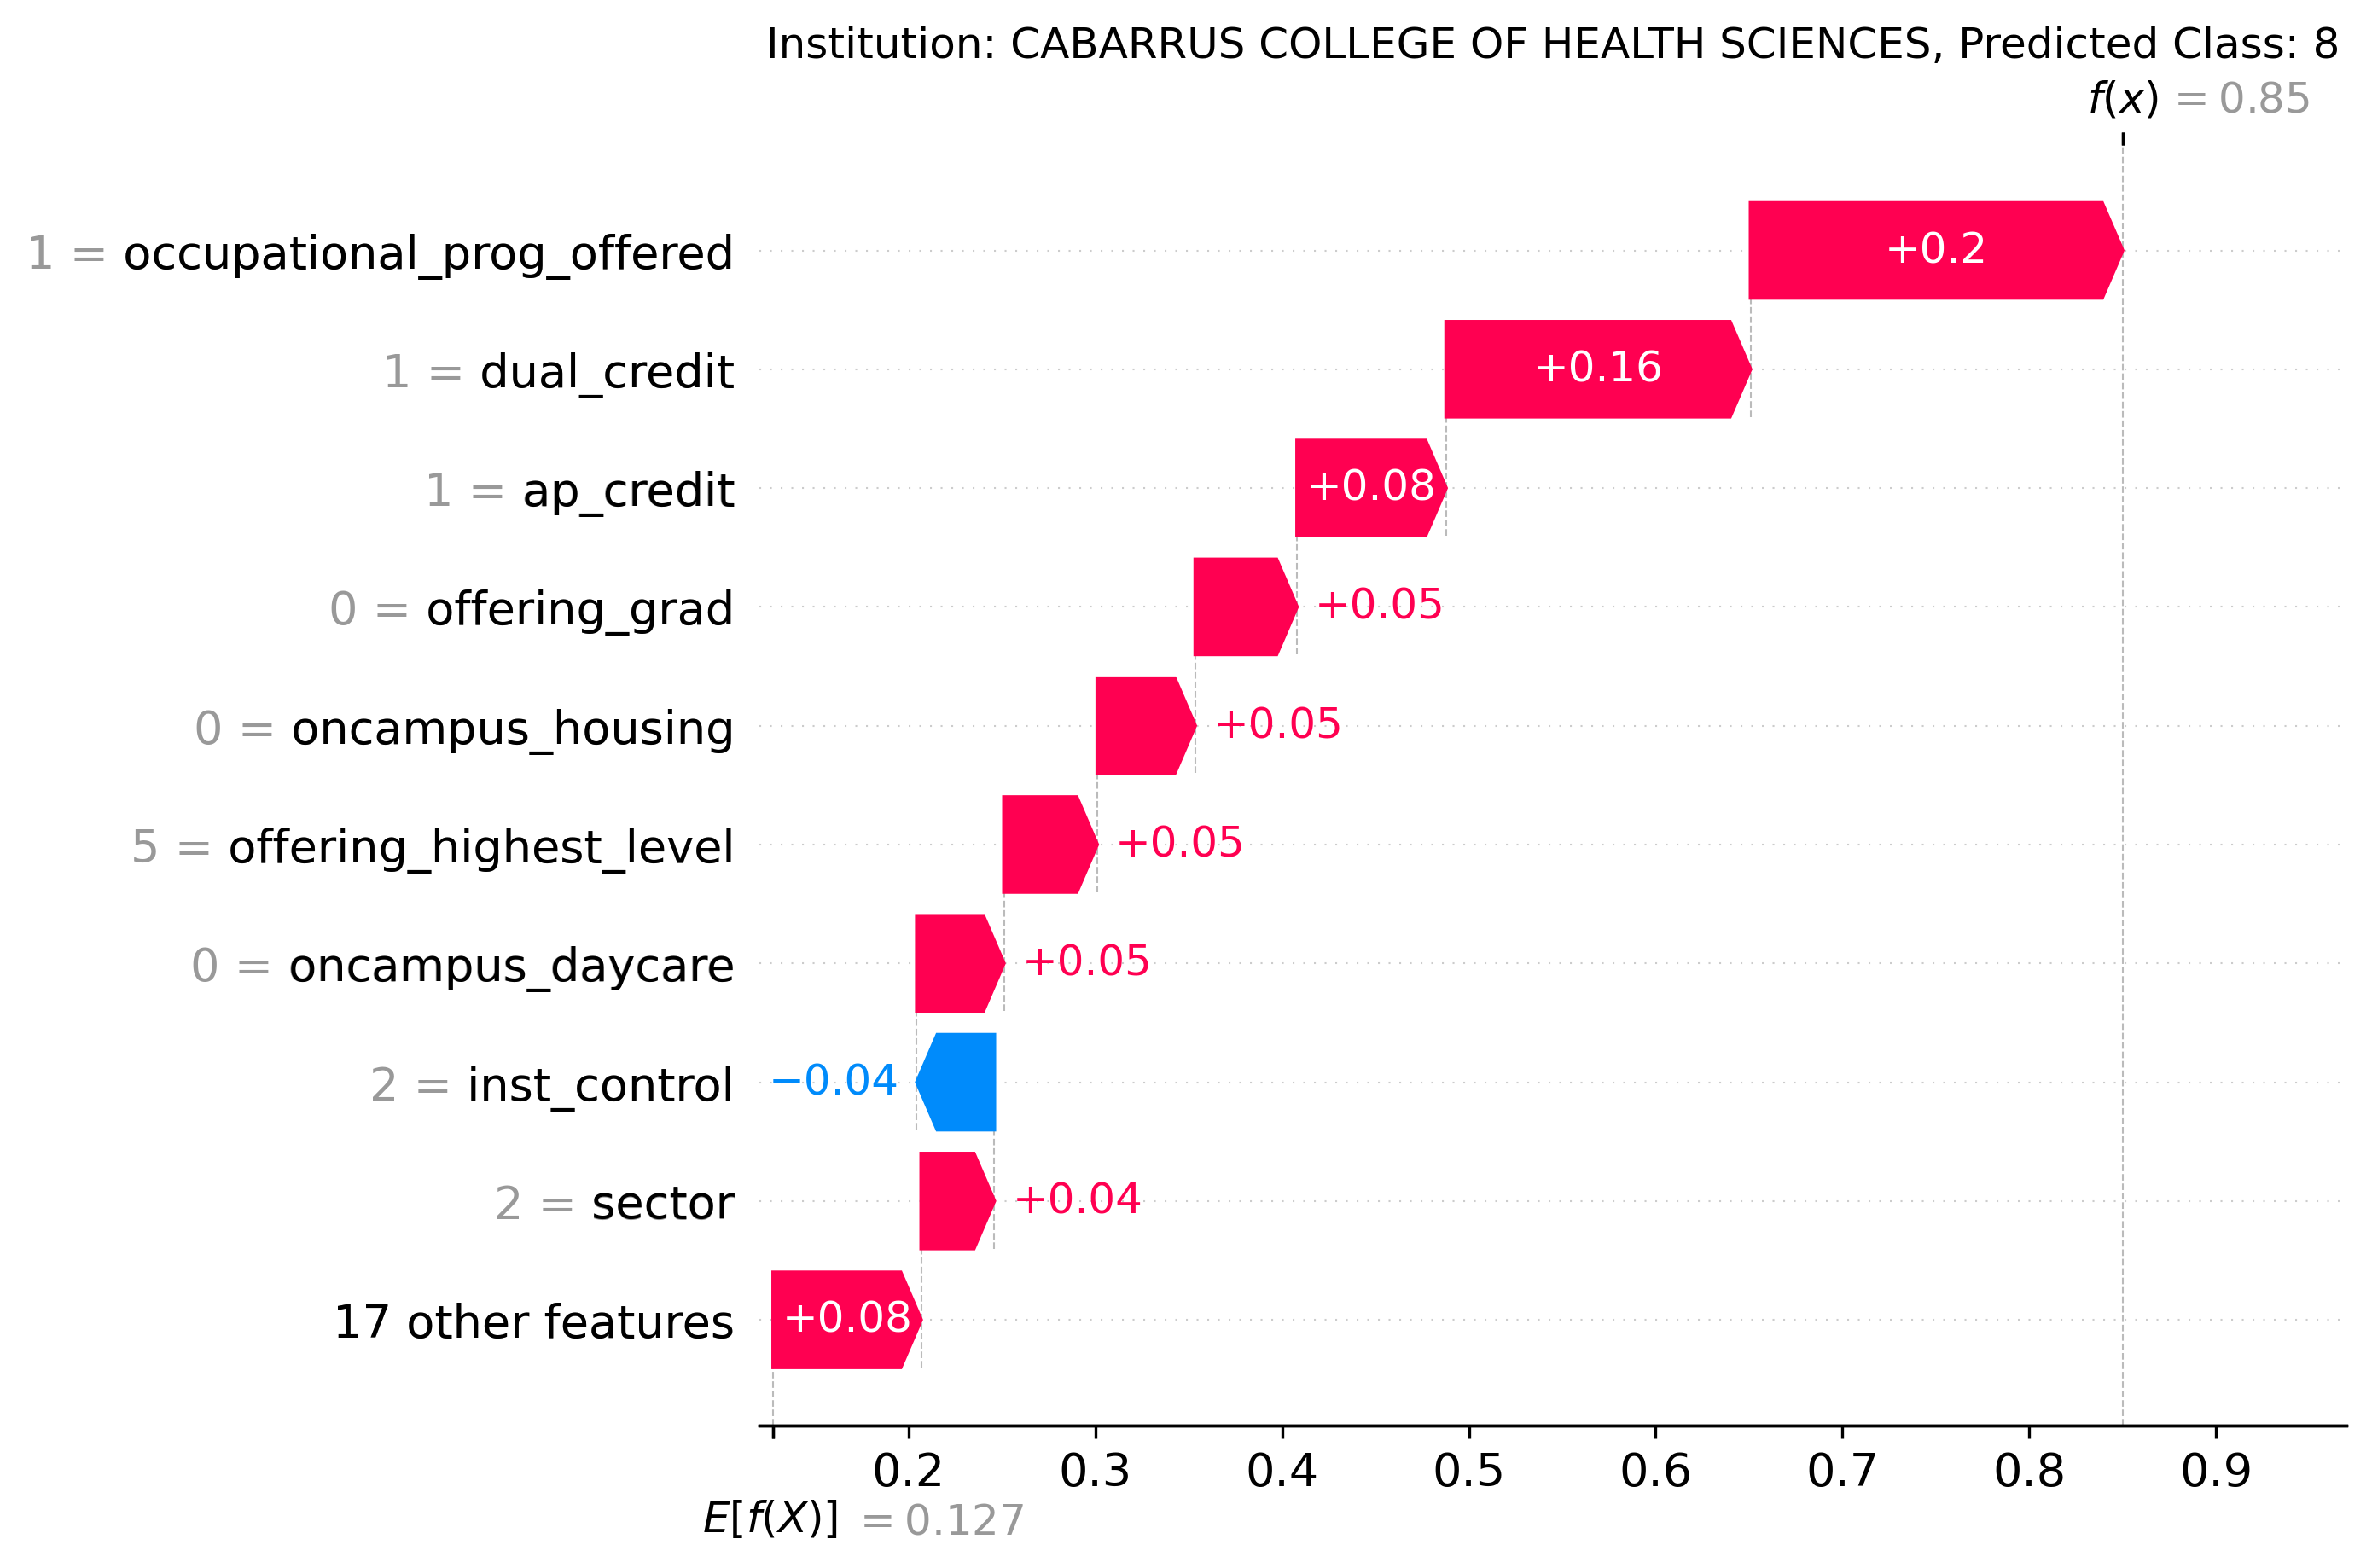 Institution: CABARRUS COLLEGE OF HEALTH SCIENCES, Predicted Class: 8
f(x) = 0.85
1 = occupational_prog_offered +0.2
1 = dual_credit +0.16
1 = ap_credit +0.08
0 = offering_grad +0.05
0 = oncampus_housing +0.05
5 = offering_highest_level +0.05
0 = oncampus_daycare +0.05
2 = inst_control −0.04
2 = sector +0.04
17 other features +0.08
0.2 0.3 0.4 0.5 0.6 0.7 0.8 0.9
E[f(X)] = 0.127